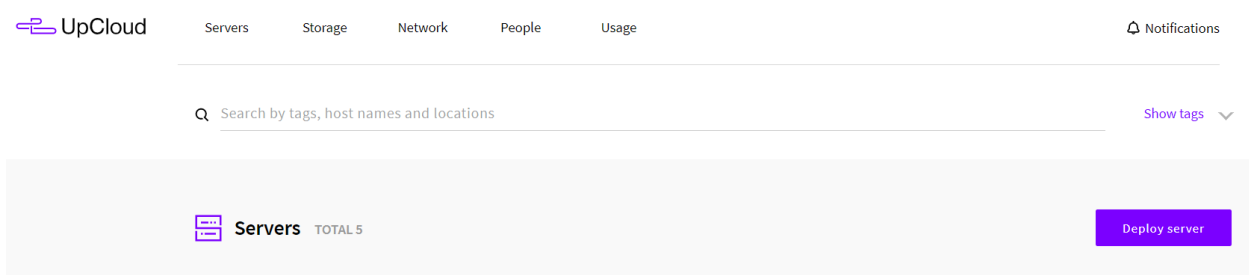 UpCloud Servers Storage Network People Usage Notifications
Search by tags, host names and locations Show tags
Servers TOTAL 5 Deploy server